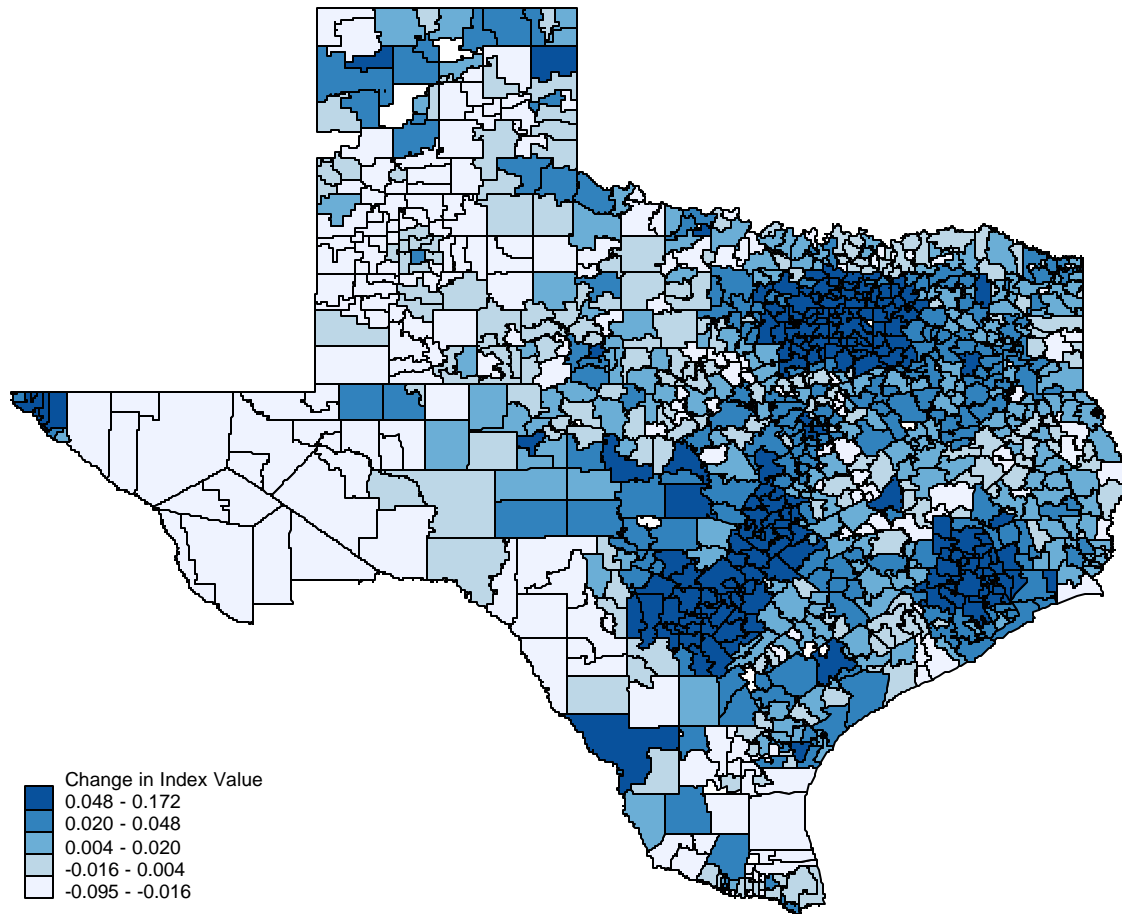 Change in Index Value
0.048 - 0.172
0.020 - 0.048
0.004 - 0.020
-0.016 - 0.004
-0.095 - -0.016